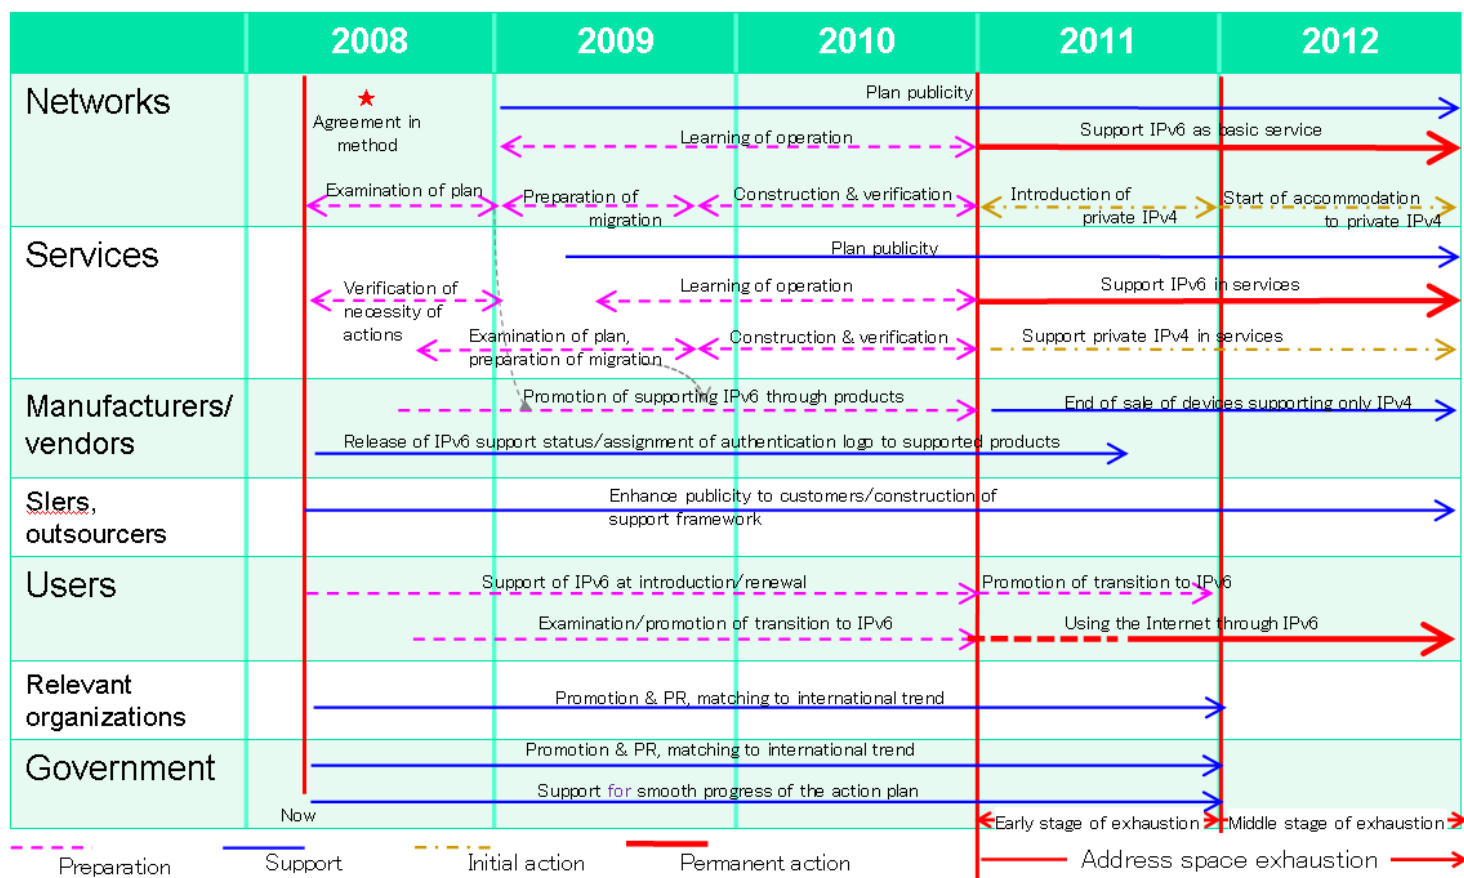 2008 2009 2010 2011 2012
Networks
Agreement in
method
Plan publicity
Learning of operation
Support IPv6 as basic service
Examination of plan
Preparation of
migration
Construction & verification
Introduction of
private IPv4
Start of accommodation
to private IPv4
Services
Plan publicity
Verification of
necessity of
actions
Learning of operation
Support IPv6 in services
Examination of plan,
preparation of migration
Construction & verification
Support private IPv4 in services
Manufacturers/
vendors
Promotion of supporting IPv6 through products
End of sale of devices supporting only IPv4
Release of IPv6 support status/assignment of authentication logo to supported products
SIers,
outsourcers
Enhance publicity to customers/construction of
support framework
Users
Support of IPv6 at introduction/renewal
Promotion of transition to IPv6
Examination/promotion of transition to IPv6
Using the Internet through IPv6
Relevant
organizations
Promotion & PR, matching to international trend
Government
Promotion & PR, matching to international trend
Support for smooth progress of the action plan
Now
Early stage of exhaustion
Middle stage of exhaustion
Preparation
Support
Initial action
Permanent action
Address space exhaustion